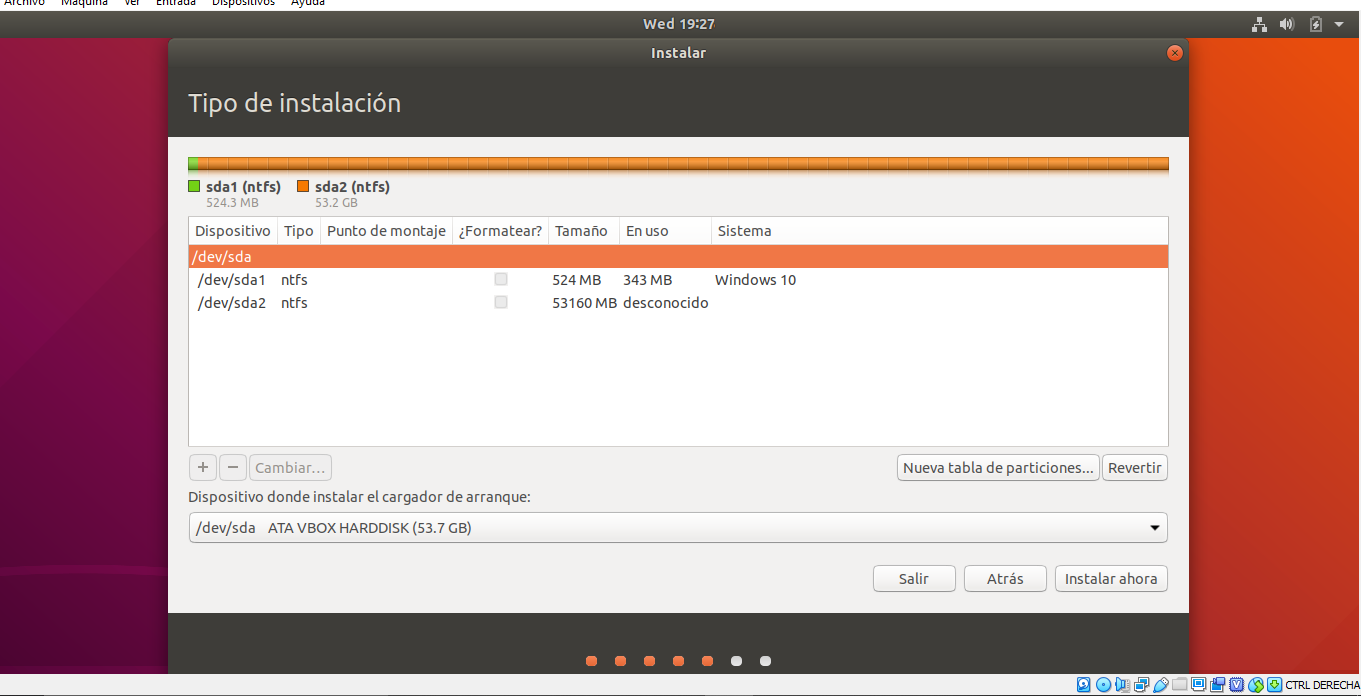 Archivo Máquina Ver Entrada Dispositivos Ayuda
Wed 19:27
Instalar
Tipo de instalación
sda1 (ntfs) sda2 (ntfs)
524.3 MB 53.2 GB
Dispositivo Tipo Punto de montaje ¿Formatear? Tamaño En uso Sistema
/dev/sda
/dev/sda1 ntfs 524 MB 343 MB Windows 10
/dev/sda2 ntfs 53160 MB desconocido
+ − Cambiar... Nueva tabla de particiones... Revertir
Dispositivo donde instalar el cargador de arranque:
/dev/sda ATA VBOX HARDDISK (53.7 GB)
Salir Atrás Instalar ahora
CTRL DERECHA